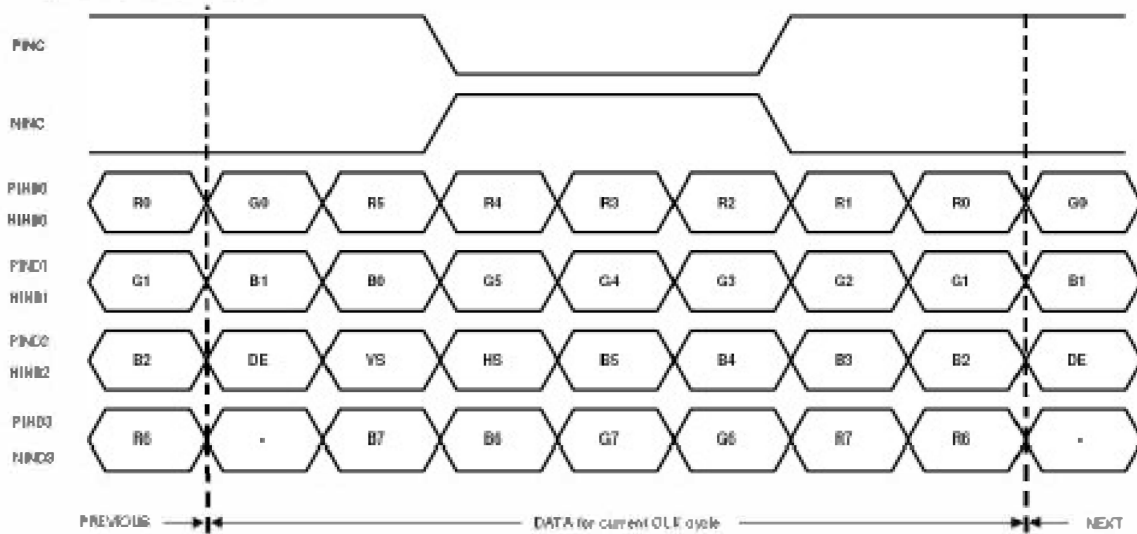 PINC
NINC
PIND0
R0 G0 R5 R4 R3 R2 R1 R0 G0
NIND0
PIND1
G1 B1 B0 G5 G4 G3 G2 G1 B1
NIND1
PIND2
B2 DE VS HS B5 B4 B3 B2 DE
NIND2
PIND3
R6 - B7 B6 G7 G6 R7 R6 -
NIND3
PREVIOUS DATA for current CLK cycle NEXT